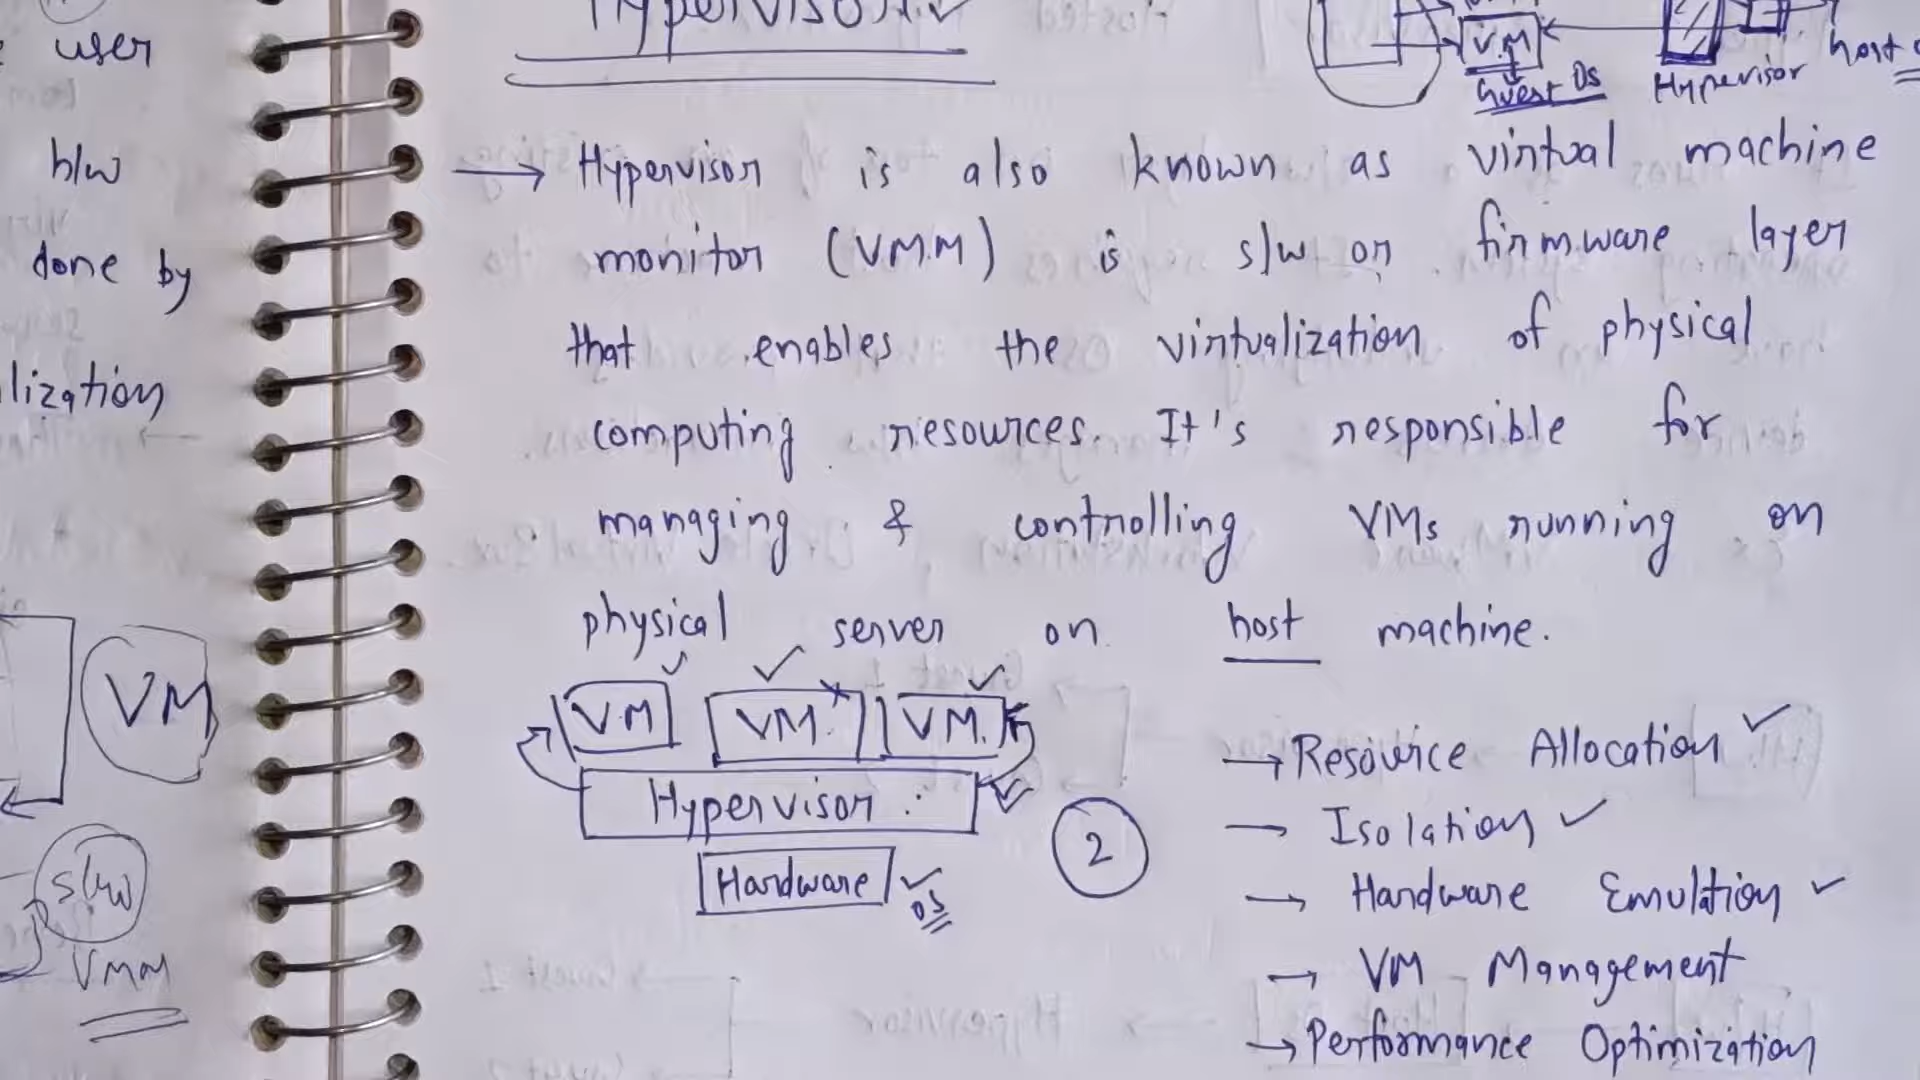 user
h/w
done by
lization
VM
s/w
VMM
Hypervisor:
VM
Guest OS
Hypervisor
host
→ Hypervisor is also known as virtual machine
monitor (VMM) is s/w or firmware layer
that enables the virtualization of physical
computing resources. It's responsible for
managing & controlling VMs running on
physical server on host machine.
VM VM VM
Hypervisor
Hardware
OS
2
→ Resource Allocation ✓
→ Isolation ✓
→ Hardware Emultion ✓
→ VM Management
→ Performance Optimization